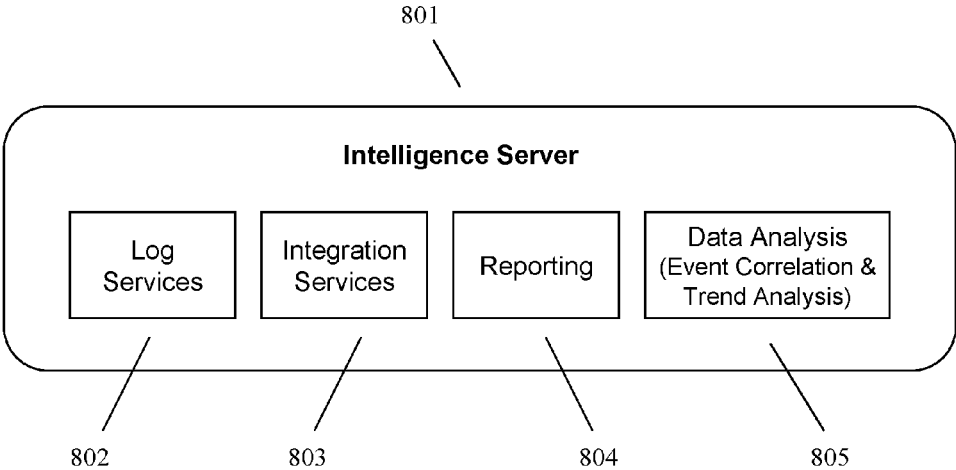 801
Intelligence Server
Log
Services
Integration
Services
Reporting
Data Analysis
(Event Correlation &
Trend Analysis)
802
803
804
805